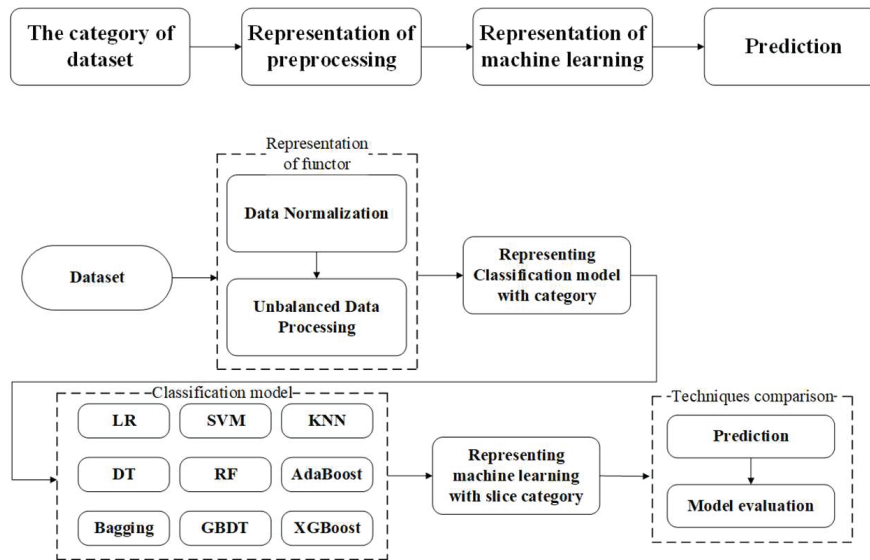 The category of
dataset
Representation of
preprocessing
Representation of
machine learning
Prediction
Representation
of functor
Data Normalization
Unbalanced Data
Processing
Dataset
Representing
Classification model
with category
Classification model
LR
SVM
KNN
DT
RF
AdaBoost
Bagging
GBDT
XGBoost
Representing
machine learning
with slice category
Techniques comparison
Prediction
Model evaluation